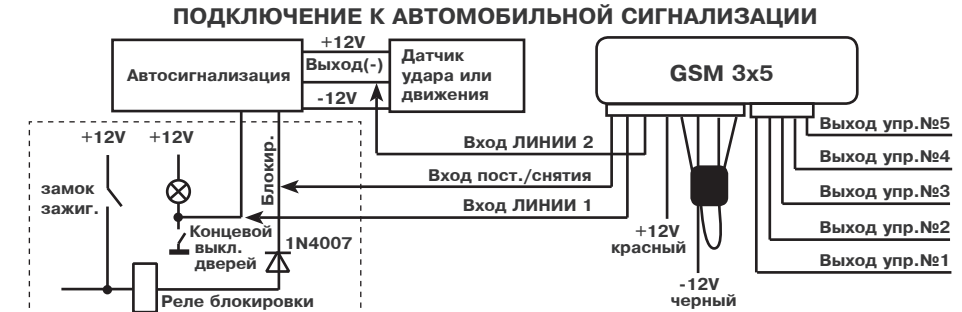 ПОДКЛЮЧЕНИЕ К АВТОМОБИЛЬНОЙ СИГНАЛИЗАЦИИ
Автосигнализация
+12V
Выход(-)
-12V
Датчик
удара или
движения
GSM 3x5
Выход упр.№5
Выход упр.№4
Выход упр.№3
Выход упр.№2
Выход упр.№1
Вход ЛИНИИ 2
Вход пост./снятия
Вход ЛИНИИ 1
+12V
красный
-12V
черный
+12V
+12V
Блокир.
замок
зажиг.
Концевой
выкл.
дверей
1N4007
Реле блокировки